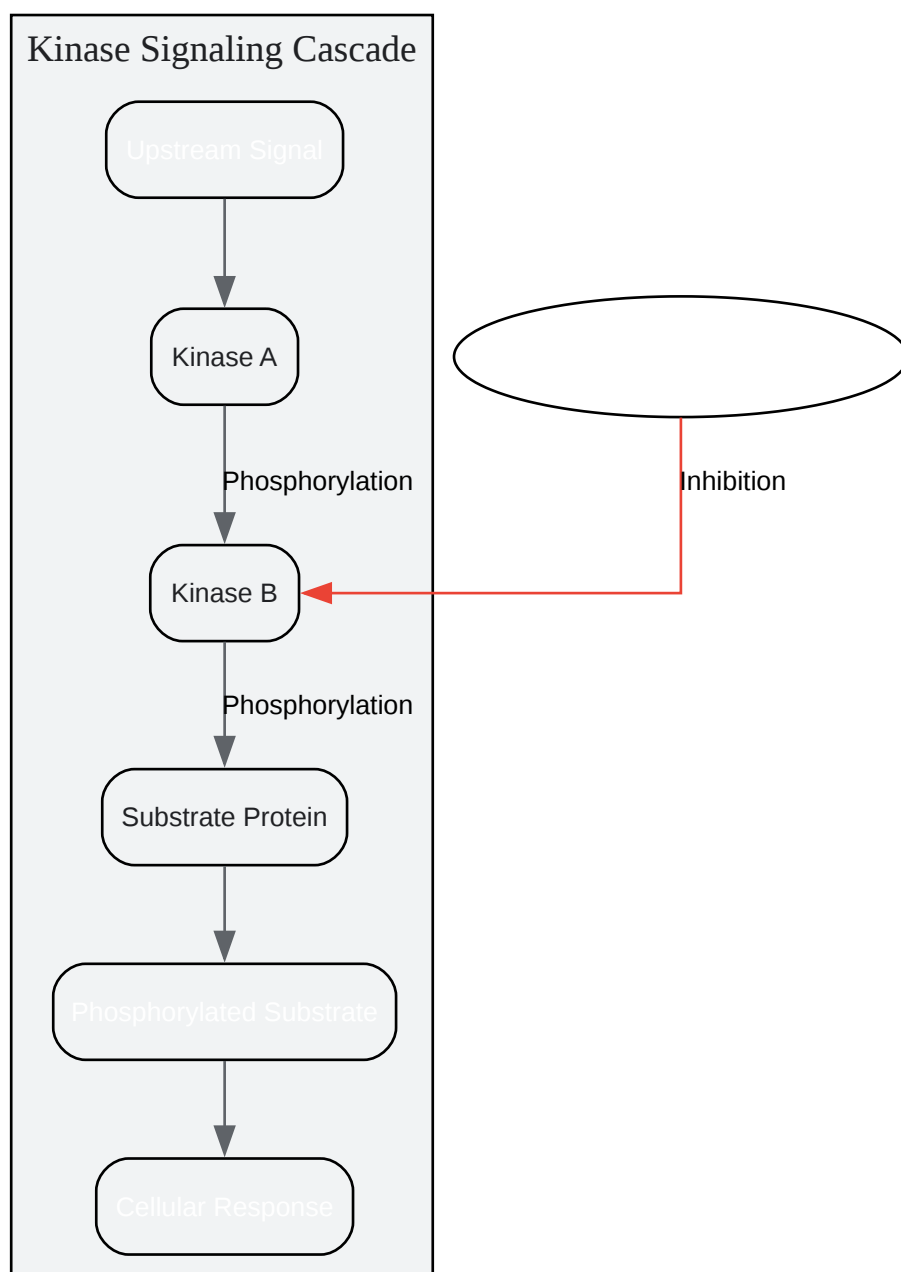 Kinase Signaling Cascade
Upstream Signal
Kinase A
Phosphorylation
Inhibition
Kinase B
Phosphorylation
Substrate Protein
Phosphorylated Substrate
Cellular Response